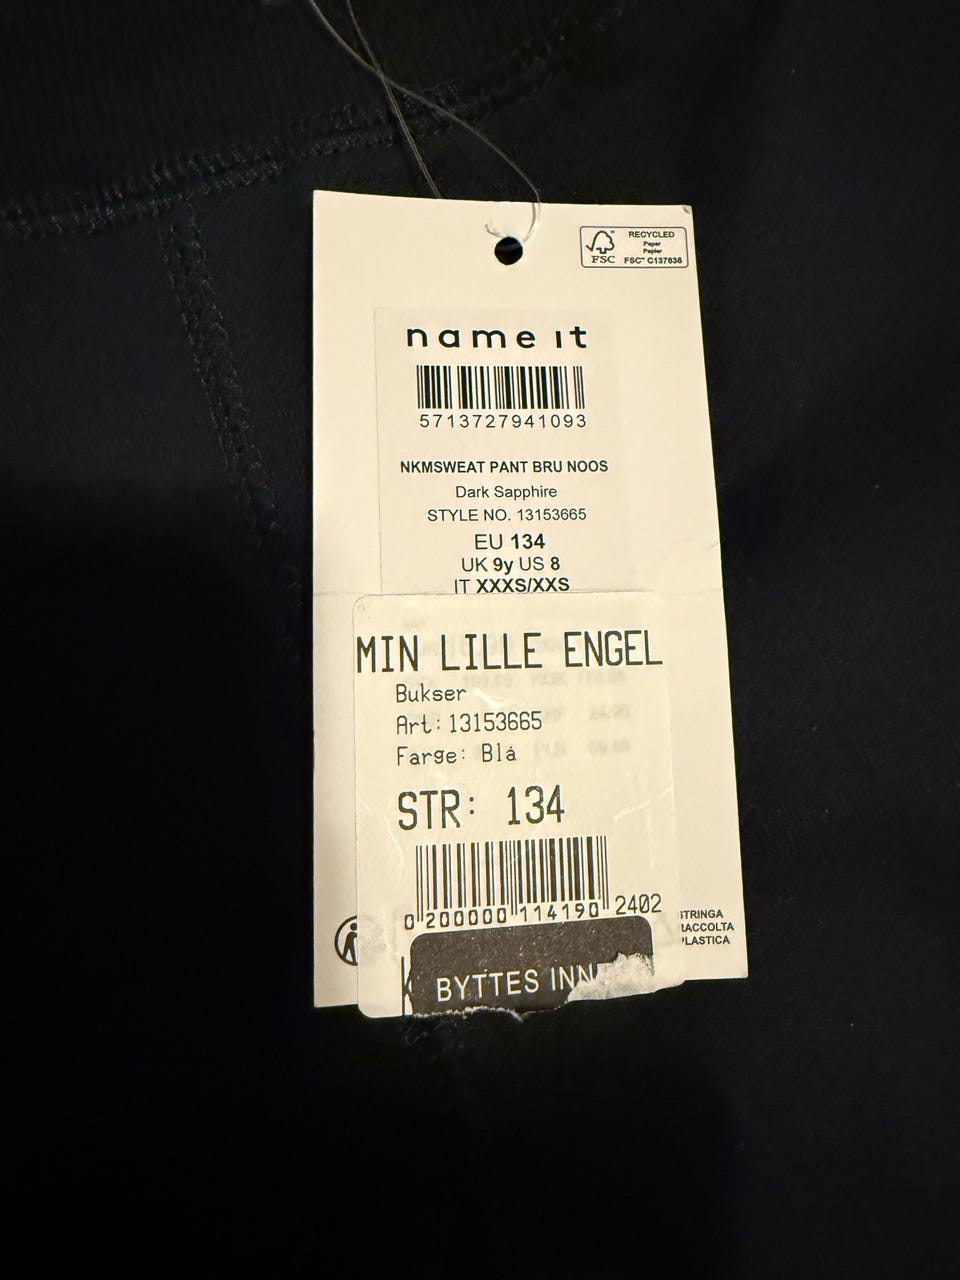 RECYCLED
Paper
Papier
FSC™ C137638
FSC
name it
5713727941093
NKMSWEAT PANT BRU NOOS
Dark Sapphire
STYLE NO. 13153665
EU 134
UK 9y US 8
IT XXXS/XXS
MIN LILLE ENGEL
Bukser
Art: 13153665
Farge: Blå
STR: 134
0 200000 114190 2402
STRINGA
RACCOLTA
PLASTICA
BYTTES INN